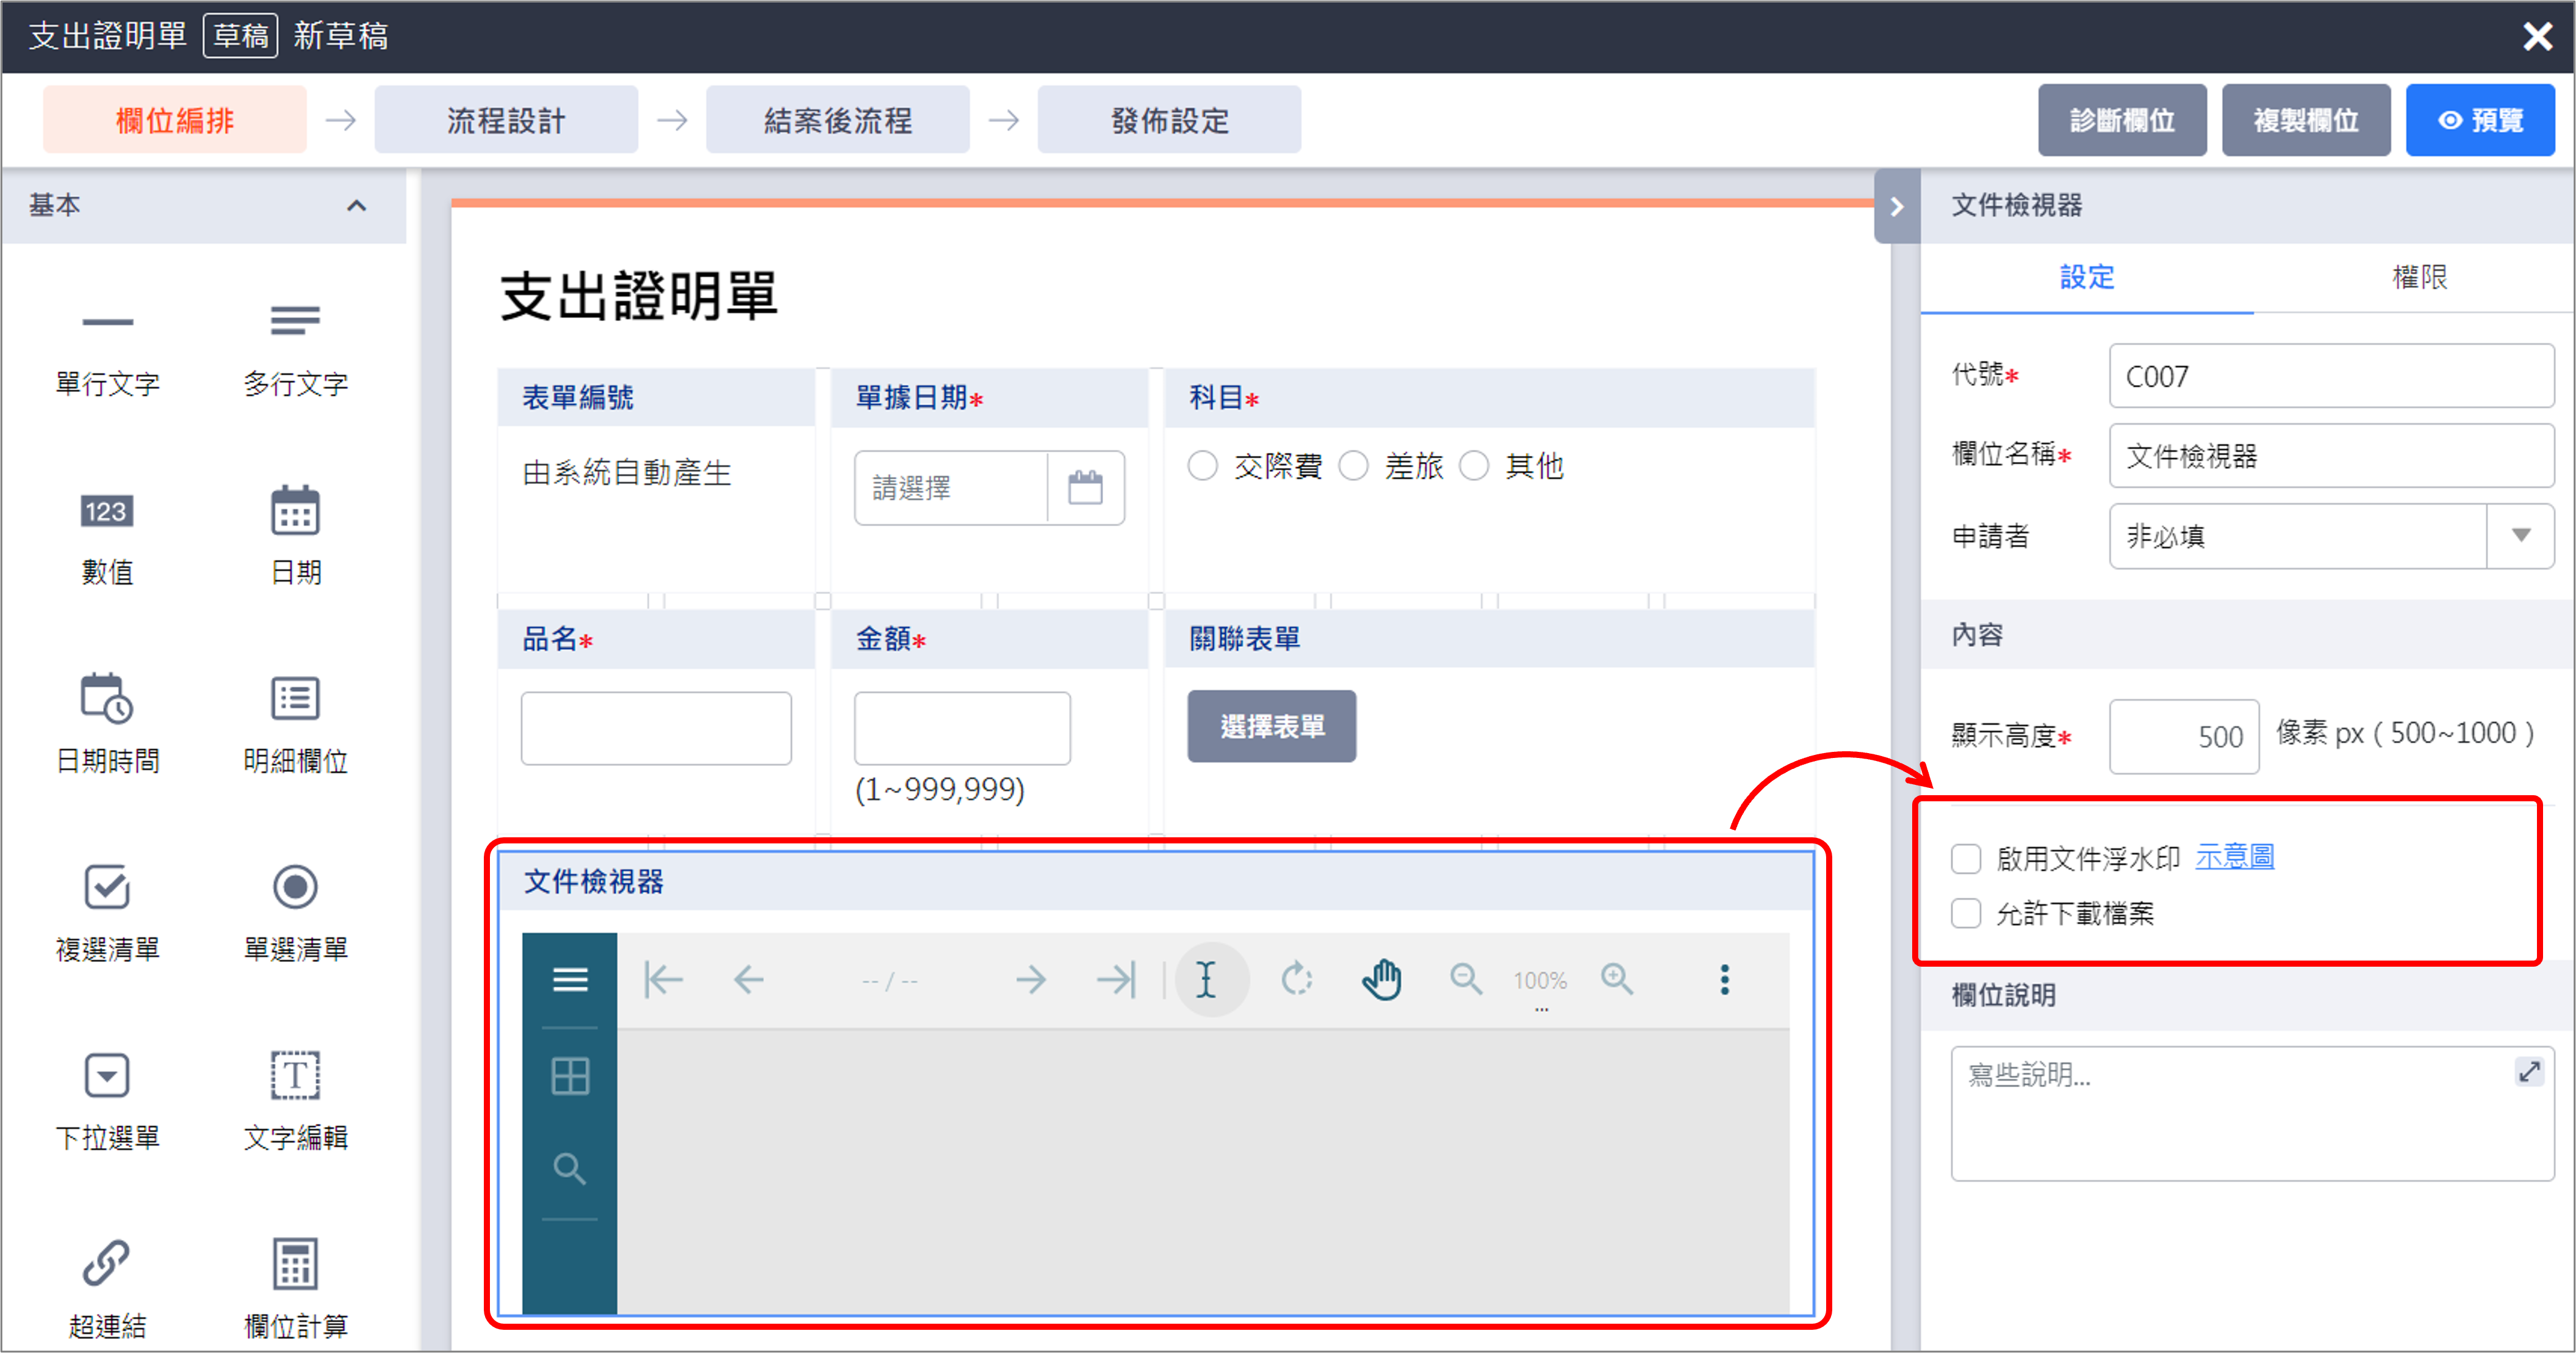 支出證明單 草稿 新草稿
欄位編排 流程設計 結案後流程 發佈設定 診斷欄位 複製欄位 預覽
基本
單行文字 多行文字
123
數值 日期
日期時間 明細欄位
複選清單 單選清單
T
下拉選單 文字編輯
超連結 欄位計算
支出證明單
表單編號 單據日期* 科目*
由系統自動產生 請選擇 交際費 差旅 其他
品名* 金額* 關聯表單
選擇表單
(1~999,999)
文件檢視器
-- / -- 100%
...
文件檢視器
設定 權限
代號* C007
欄位名稱* 文件檢視器
申請者 非必填
內容
顯示高度* 500 像素 px ( 500~1000 )
啟用文件浮水印 示意圖
允許下載檔案
欄位說明
寫些說明...